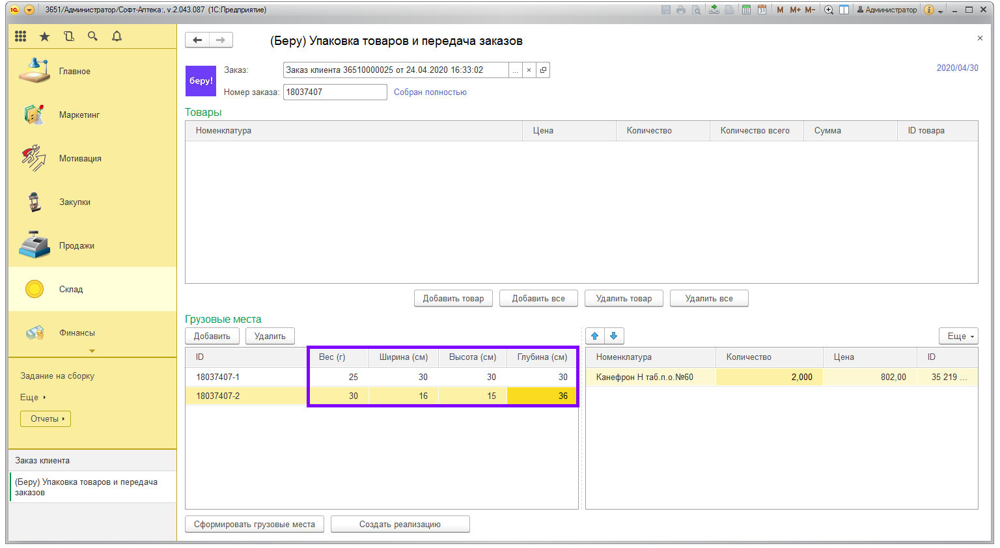 3651/Администратор/Софт-Аптека:, v.2.043.087 (1С:Предприятие)
31 M M+ M- Администратор
Главное
Маркетинг
Мотивация
Закупки
Продажи
Склад
Финансы
Задание на сборку
Еще
Отчеты
Заказ клиента
(Беру) Упаковка товаров и передача
заказов
(Беру) Упаковка товаров и передача заказов
беру!
Заказ: Заказ клиента 36510000025 от 24.04.2020 16:33:02 ... ×
2020/04/30
Номер заказа: 18037407 Собран полностью
Товары
Номенклатура Цена Количество Количество всего Сумма ID товара
Добавить товар Добавить все Удалить товар Удалить все
Грузовые места
Добавить Удалить
ID Вес (г) Ширина (см) Высота (см) Глубина (см)
18037407-1 25 30 30 30
18037407-2 30 16 15 36
Еще
Номенклатура Количество Цена ID
Канефрон Н таб.п.о.№60 2,000 802,00 35 219 ...
Сформировать грузовые места Создать реализацию